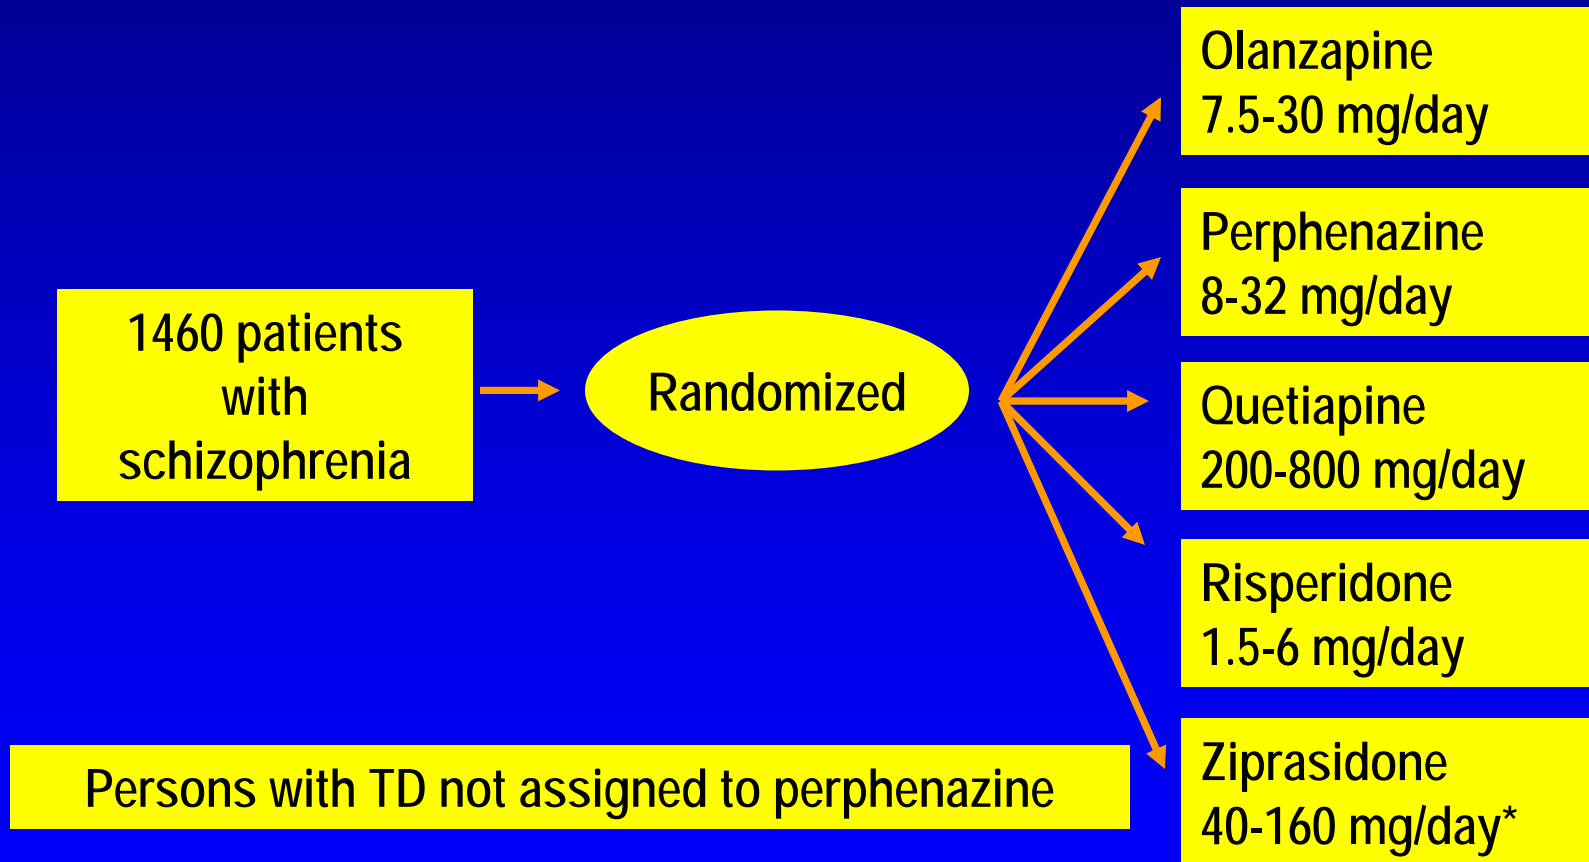 1460 patients
with
schizophrenia
Randomized
Olanzapine
7.5-30 mg/day
Perphenazine
8-32 mg/day
Quetiapine
200-800 mg/day
Risperidone
1.5-6 mg/day
Ziprasidone
40-160 mg/day*
Persons with TD not assigned to perphenazine